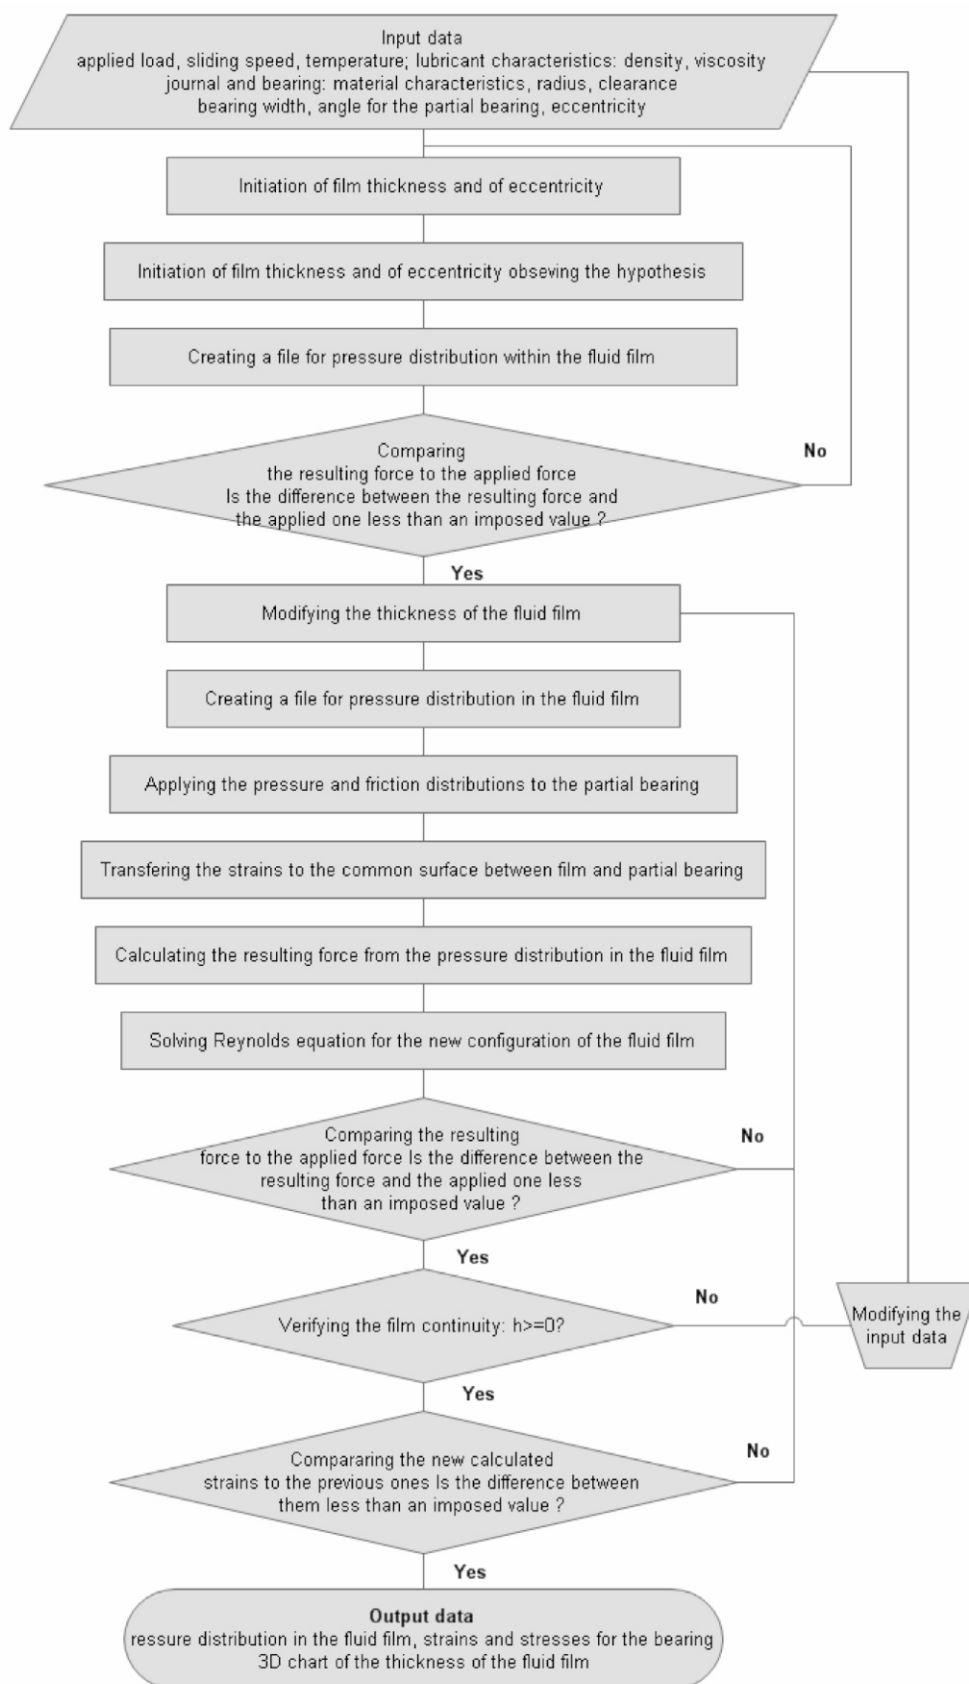 Input data
applied load, sliding speed, temperature; lubricant characteristics: density, viscosity
journal and bearing: material characteristics, radius, clearance
bearing width, angle for the partial bearing, eccentricity
Initiation of film thickness and of eccentricity
Initiation of film thickness and of eccentricity obseving the hypothesis
Creating a file for pressure distribution within the fluid film
Comparing
the resulting force to the applied force
Is the difference between the resulting force and
the applied one less than an imposed value ?
No
Yes
Modifying the thickness of the fluid film
Creating a file for pressure distribution in the fluid film
Applying the pressure and friction distributions to the partial bearing
Transfering the strains to the common surface between film and partial bearing
Calculating the resulting force from the pressure distribution in the fluid film
Solving Reynolds equation for the new configuration of the fluid film
Comparing the resulting
force to the applied force Is the difference between the
resulting force and the applied one less
than an imposed value ?
No
Yes
Verifying the film continuity: h>=0?
No
Modifying the
input data
Yes
Compararing the new calculated
strains to the previous ones Is the difference between
them less than an imposed value ?
No
Yes
Output data
ressure distribution in the fluid film, strains and stresses for the bearing
3D chart of the thickness of the fluid film